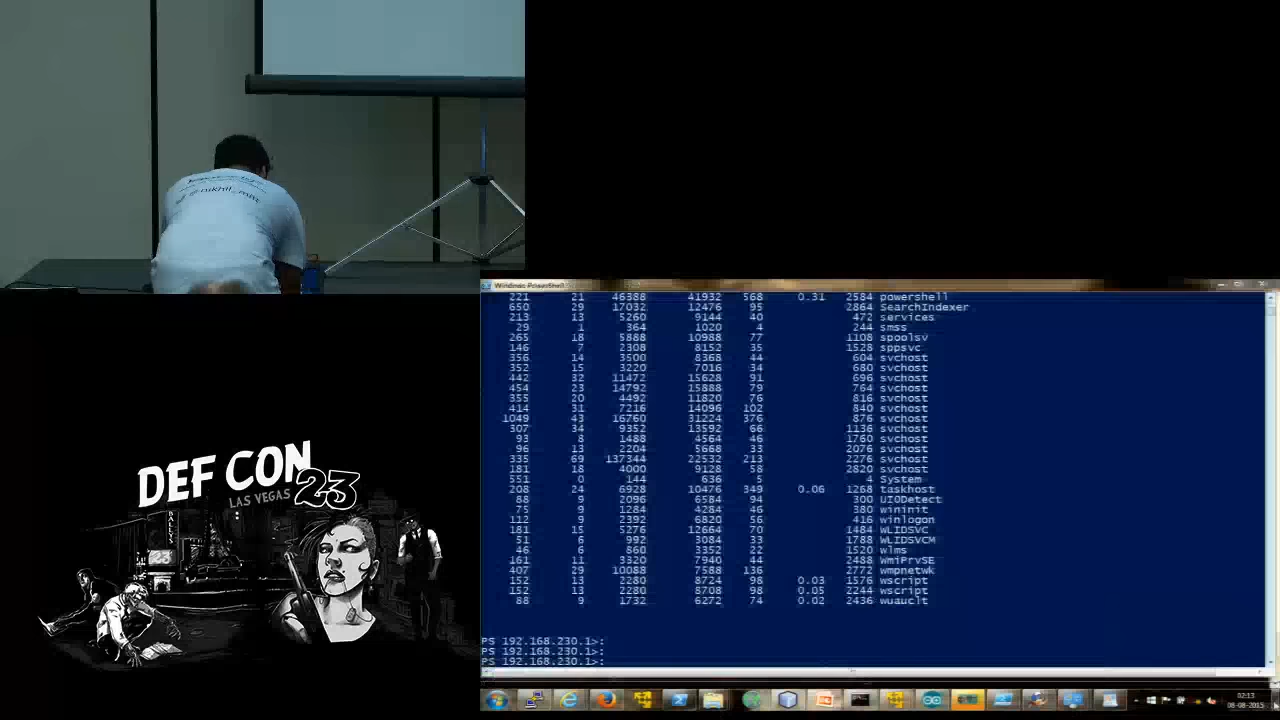 @nikhil_mitt
DEF CON
LAS VEGAS 23
BALLY
Windows PowerShell
221 21 46388 41932 568 0.31 2584 powershell
650 29 17032 12476 95 2864 SearchIndexer
213 13 5260 9144 40 472 services
29 1 364 1020 4 244 smss
265 18 5888 10988 77 1108 spoolsv
146 7 2308 8152 35 1528 sppsvc
356 14 3500 8368 44 604 svchost
352 15 3220 7016 34 680 svchost
442 32 11472 15628 91 696 svchost
454 23 14792 15888 79 764 svchost
355 20 4492 11820 76 816 svchost
414 31 7216 14096 102 840 svchost
1049 43 16760 31224 376 876 svchost
307 34 9352 13592 66 1136 svchost
93 8 1488 4564 46 1760 svchost
96 13 2204 5668 33 2076 svchost
335 69 137344 22532 213 2276 svchost
181 18 4000 9128 58 2820 svchost
551 0 144 636 5 4 System
208 24 6928 10476 349 0.06 1268 taskhost
88 9 2096 6584 94 300 UI0Detect
75 9 1284 4284 46 380 wininit
112 9 2392 6820 56 416 winlogon
181 15 5276 12664 70 1484 WLIDSVC
51 6 992 3084 33 1788 WLIDSVCM
46 6 860 3352 22 1520 wlms
161 11 3320 7940 44 2488 WmiPrvSE
407 29 10088 7588 136 2772 wmpnetwk
152 13 2280 8724 98 0.03 1576 wscript
152 13 2280 8708 98 0.05 2244 wscript
88 9 1732 6272 74 0.02 2436 wuauclt
PS 192.168.230.1>:
PS 192.168.230.1>:
PS 192.168.230.1>:
02:13
08-08-2015